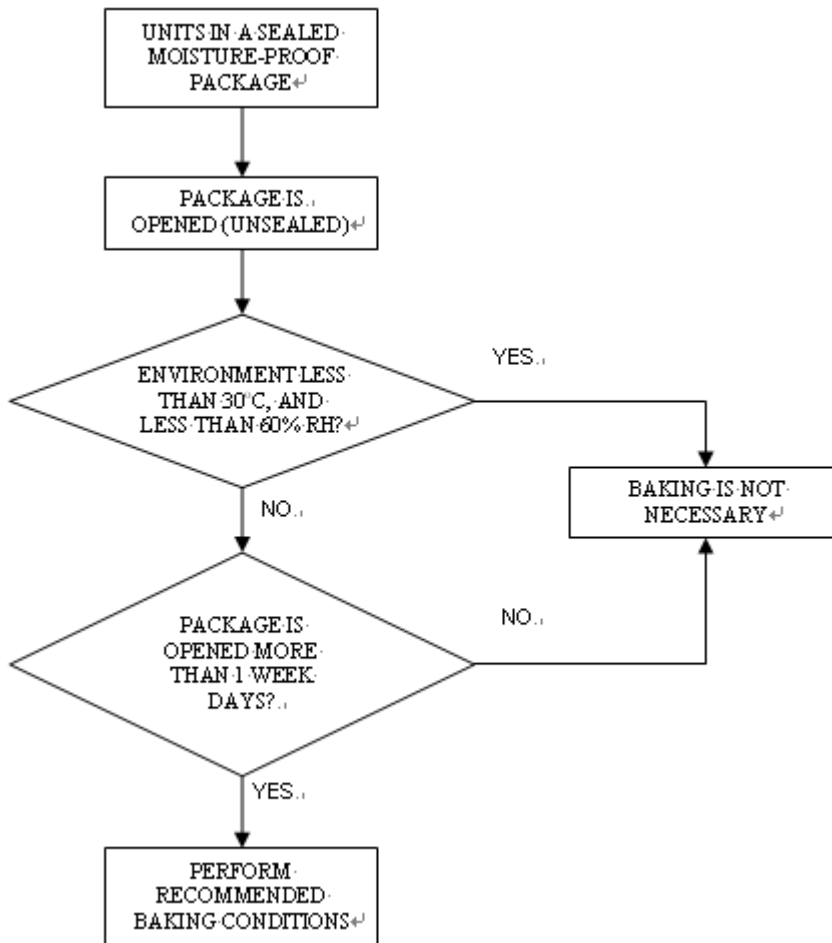 UNITS IN A SEALED
MOISTURE-PROOF
PACKAGE
PACKAGE IS
OPENED (UNSEALED)
ENVIRONMENT LESS
THAN 30°C, AND
LESS THAN 60% RH?
YES
BAKING IS NOT
NECESSARY
NO
PACKAGE IS
OPENED MORE
THAN 1 WEEK
DAYS?
NO
YES
PERFORM
RECOMMENDED
BAKING CONDITIONS